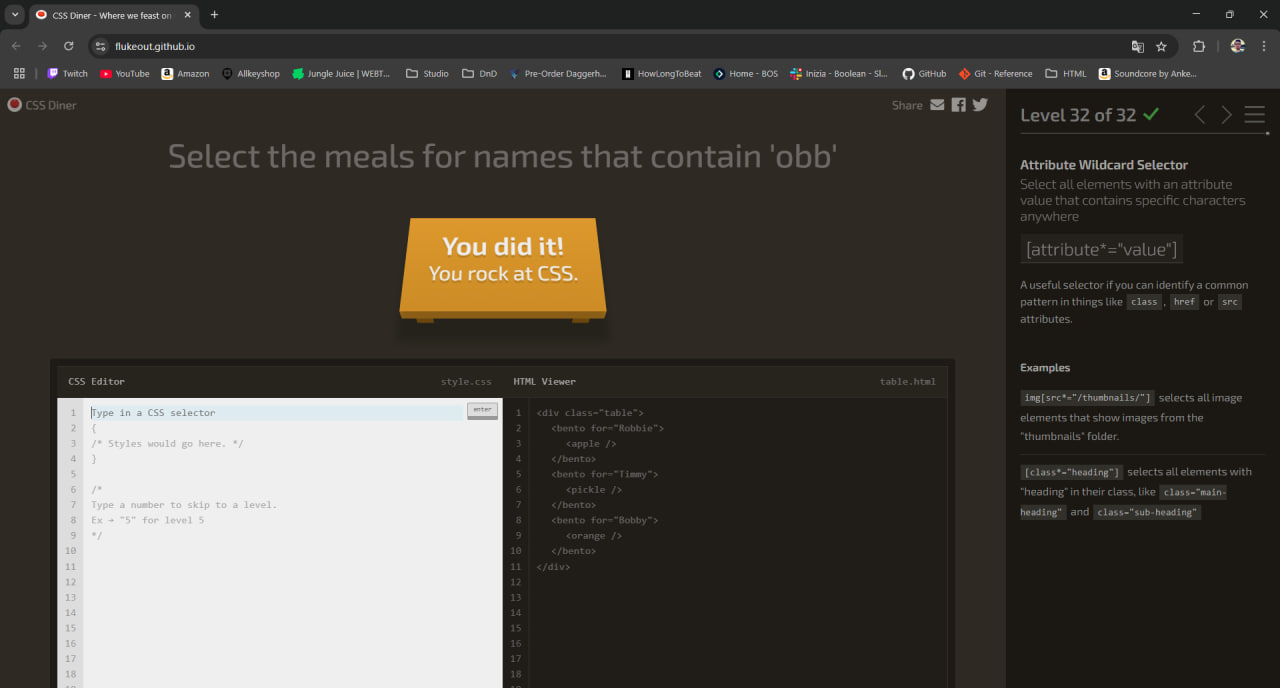 CSS Diner - Where we feast on
flukeout.github.io
Twitch
YouTube
Amazon
Allkeyshop
Jungle Juice | WEBT...
Studio
DnD
Pre-Order Daggerh...
HowLongToBeat
Home - BOS
Inizia - Boolean - Sl...
GitHub
Git - Reference
HTML
Soundcore by Anke...
CSS Diner
Share
Select the meals for names that contain 'obb'
You did it!
You rock at CSS.
CSS Editor
style.css
1 Type in a CSS selector
enter
2 {
3 /* Styles would go here. */
4 }
5
6 /*
7 Type a number to skip to a level.
8 Ex → "5" for level 5
9 */
10
11
12
13
14
15
16
17
18
HTML Viewer
table.html
1 <div class="table">
2 <bento for="Robbie">
3 <apple />
4 </bento>
5 <bento for="Timmy">
6 <pickle />
7 </bento>
8 <bento for="Bobby">
9 <orange />
10 </bento>
11 </div>
12
13
14
15
16
17
18
Level 32 of 32
Attribute Wildcard Selector
Select all elements with an attribute
value that contains specific characters
anywhere
[attribute*="value"]
A useful selector if you can identify a common
pattern in things like class , href or src
attributes.
Examples
img[src*="/thumbnails/"] selects all image
elements that show images from the
"thumbnails" folder.
[class*="heading"] selects all elements with
"heading" in their class, like class="main-
heading" and class="sub-heading"